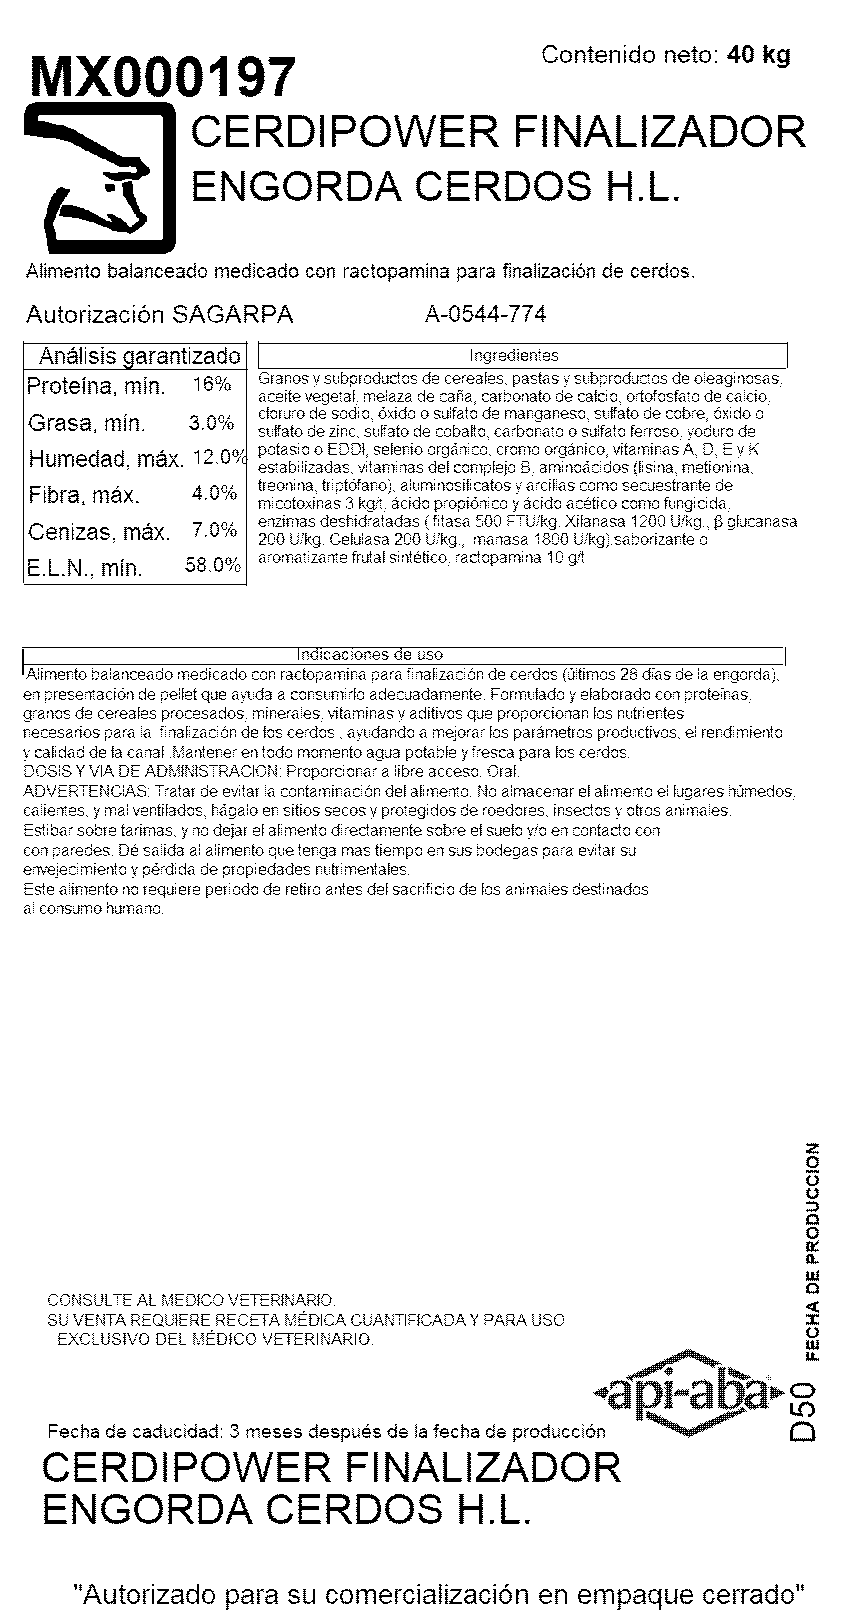 MX000197
Contenido neto: 40 kg
CERDIPOWER FINALIZADOR
ENGORDA CERDOS H.L.
Alimento balanceado medicado con ractopamina para finalización de cerdos.
Autorización SAGARPA A-0544-774
Análisis garantizado
Proteína, mín. 16%
Grasa, mín. 3.0%
Humedad, máx. 12.0%
Fibra, máx. 4.0%
Cenizas, máx. 7.0%
E.L.N., mín. 58.0%
Ingredientes
Granos y subproductos de cereales, pastas y subproductos de oleaginosas,
aceite vegetal, melaza de caña, carbonato de calcio, ortofosfato de calcio,
cloruro de sodio, óxido o sulfato de manganeso, sulfato de cobre, óxido o
sulfato de zinc, sulfato de cobalto, carbonato o sulfato ferroso, yoduro de
potasio o EDDI, selenio orgánico, cromo orgánico, vitaminas A, D, E y K
estabilizadas, vitaminas del complejo B, aminoácidos (lisina, metionina,
treonina, triptófano), aluminosilicatos y arcillas como secuestrante de
micotoxinas 3 kg/t, ácido propiónico y ácido acético como fungicida,
enzimas deshidratadas ( fitasa 500 FTU/kg. Xilanasa 1200 U/kg., β glucanasa
200 U/kg. Celulasa 200 U/kg., manasa 1800 U/kg).saborizante o
aromatizante frutal sintético, ractopamina 10 g/t
Indicaciones de uso
Alimento balanceado medicado con ractopamina para finalización de cerdos (últimos 28 días de la engorda),
en presentación de pellet que ayuda a consumirlo adecuadamente. Formulado y elaborado con proteínas,
granos de cereales procesados, minerales, vitaminas y aditivos que proporcionan los nutrientes
necesarios para la finalización de los cerdos , ayudando a mejorar los parámetros productivos, el rendimiento
y calidad de la canal .Mantener en todo momento agua potable y fresca para los cerdos.
DOSIS Y VIA DE ADMINISTRACION: Proporcionar a libre acceso. Oral.
ADVERTENCIAS: Tratar de evitar la contaminación del alimento. No almacenar el alimento el lugares húmedos,
calientes, y mal ventilados, hágalo en sitios secos y protegidos de roedores, insectos y otros animales.
Estibar sobre tarimas, y no dejar el alimento directamente sobre el suelo y/o en contacto con
con paredes. Dé salida al alimento que tenga mas tiempo en sus bodegas para evitar su
envejecimiento y pérdida de propiedades nutrimentales.
Este alimento no requiere periodo de retiro antes del sacrificio de los animales destinados
al consumo humano.
FECHA DE PRODUCCION
D50
CONSULTE AL MEDICO VETERINARIO.
SU VENTA REQUIERE RECETA MÉDICA CUANTIFICADA Y PARA USO
EXCLUSIVO DEL MÉDICO VETERINARIO.
api-aba
Fecha de caducidad: 3 meses después de la fecha de producción
CERDIPOWER FINALIZADOR
ENGORDA CERDOS H.L.
"Autorizado para su comercialización en empaque cerrado"